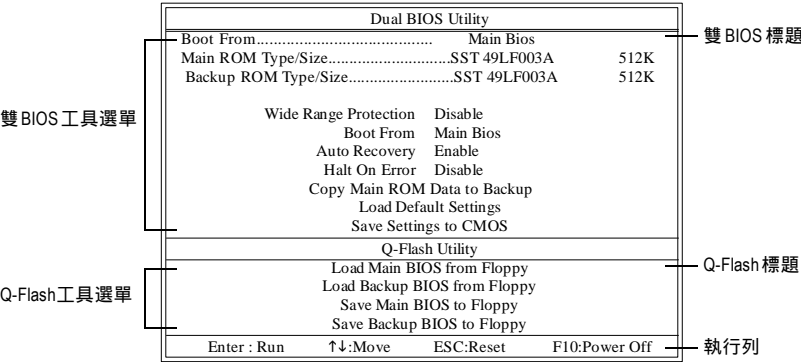 Dual BIOS Utility
Boot From.......................................... Main Bios
Main ROM Type/Size.............................SST 49LF003A 512K
Backup ROM Type/Size.........................SST 49LF003A 512K
Wide Range Protection Disable
Boot From Main Bios
Auto Recovery Enable
Halt On Error Disable
Copy Main ROM Data to Backup
Load Default Settings
Save Settings to CMOS
Q-Flash Utility
Load Main BIOS from Floppy
Load Backup BIOS from Floppy
Save Main BIOS to Floppy
Save Backup BIOS to Floppy
Enter : Run ↑↓:Move ESC:Reset F10:Power Off
雙BIOS工具選單
Q-Flash工具選單
雙BIOS標題
Q-Flash標題
執行列